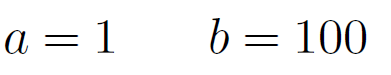 a = 1 b = 100